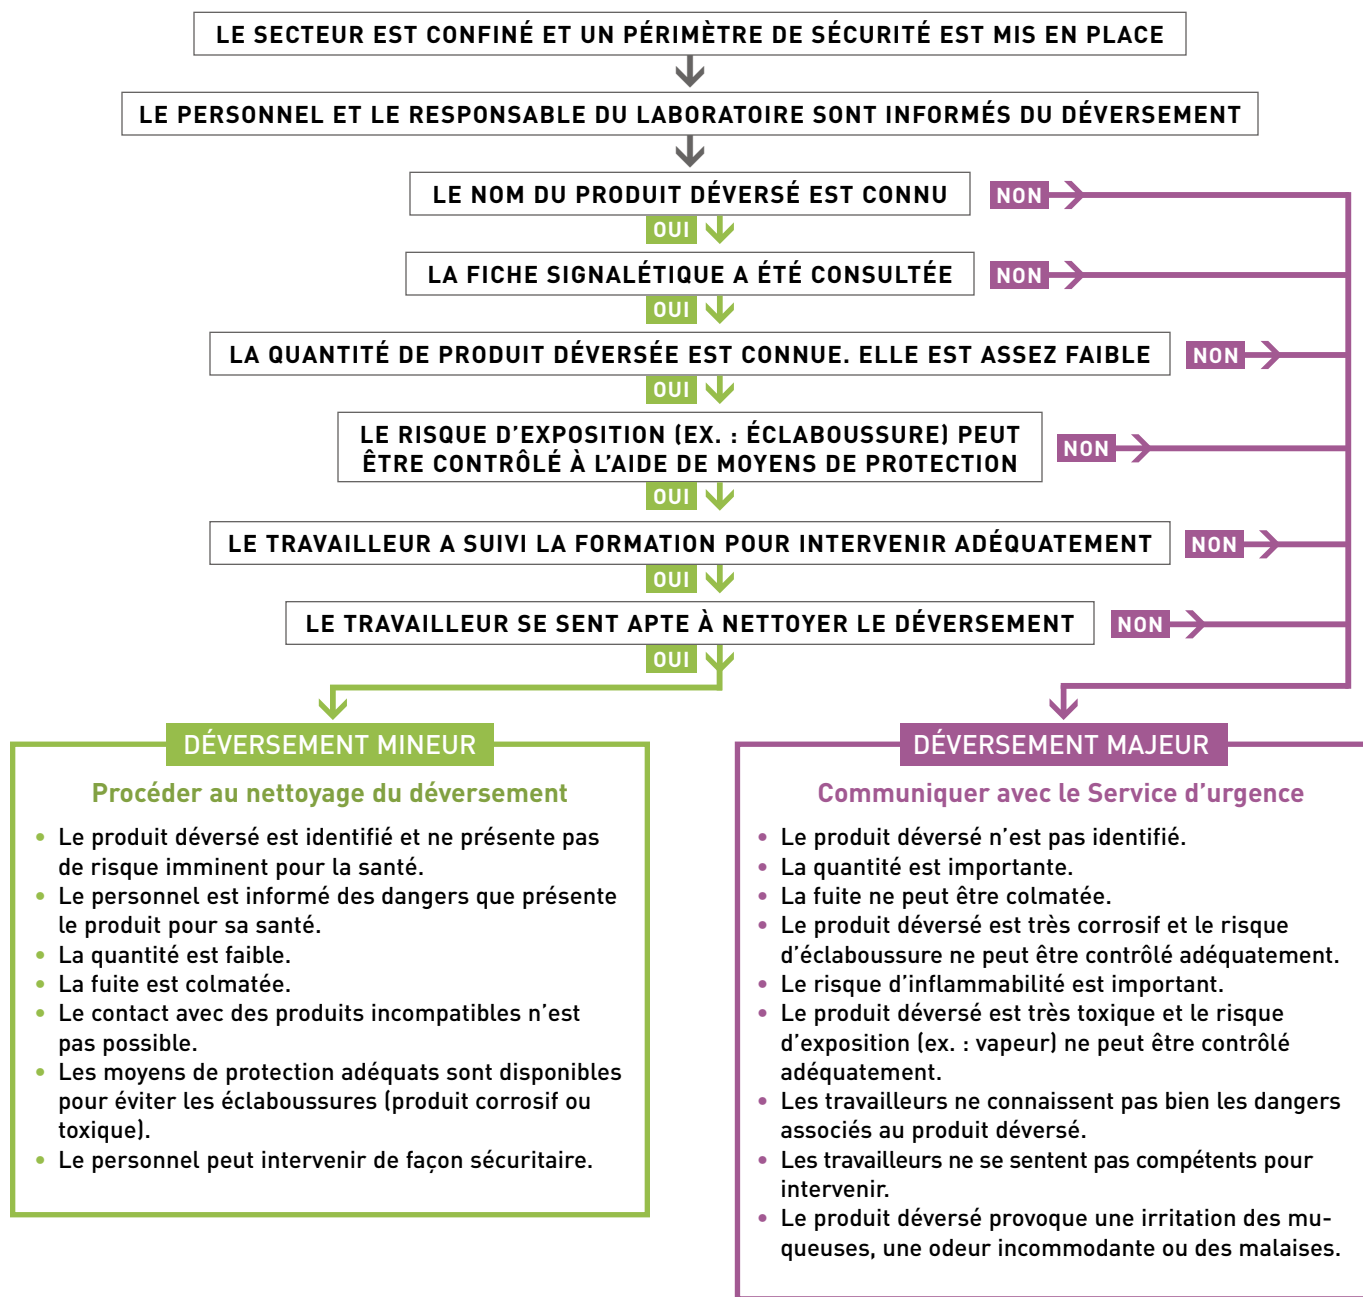 LE SECTEUR EST CONFINÉ ET UN PÉRIMÈTRE DE SÉCURITÉ EST MIS EN PLACE
LE PERSONNEL ET LE RESPONSABLE DU LABORATOIRE SONT INFORMÉS DU DÉVERSEMENT
LE NOM DU PRODUIT DÉVERSÉ EST CONNU
NON
OUI
LA FICHE SIGNALÉTIQUE A ÉTÉ CONSULTÉE
NON
OUI
LA QUANTITÉ DE PRODUIT DÉVERSÉE EST CONNUE. ELLE EST ASSEZ FAIBLE
NON
OUI
LE RISQUE D’EXPOSITION (EX. : ÉCLABOUSSURE) PEUT
ÊTRE CONTRÔLÉ À L’AIDE DE MOYENS DE PROTECTION
NON
OUI
LE TRAVAILLEUR A SUIVI LA FORMATION POUR INTERVENIR ADÉQUATEMENT
NON
OUI
LE TRAVAILLEUR SE SENT APTE À NETTOYER LE DÉVERSEMENT
NON
OUI
DÉVERSEMENT MINEUR
Procéder au nettoyage du déversement
• Le produit déversé est identifié et ne présente pas
de risque imminent pour la santé.
• Le personnel est informé des dangers que présente
le produit pour sa santé.
• La quantité est faible.
• La fuite est colmatée.
• Le contact avec des produits incompatibles n’est
pas possible.
• Les moyens de protection adéquats sont disponibles
pour éviter les éclaboussures (produit corrosif ou
toxique).
• Le personnel peut intervenir de façon sécuritaire.
DÉVERSEMENT MAJEUR
Communiquer avec le Service d’urgence
• Le produit déversé n’est pas identifié.
• La quantité est importante.
• La fuite ne peut être colmatée.
• Le produit déversé est très corrosif et le risque
d’éclaboussure ne peut être contrôlé adéquatement.
• Le risque d’inflammabilité est important.
• Le produit déversé est très toxique et le risque
d’exposition (ex. : vapeur) ne peut être contrôlé
adéquatement.
• Les travailleurs ne connaissent pas bien les dangers
associés au produit déversé.
• Les travailleurs ne se sentent pas compétents pour
intervenir.
• Le produit déversé provoque une irritation des mu-
queuses, une odeur incommodante ou des malaises.